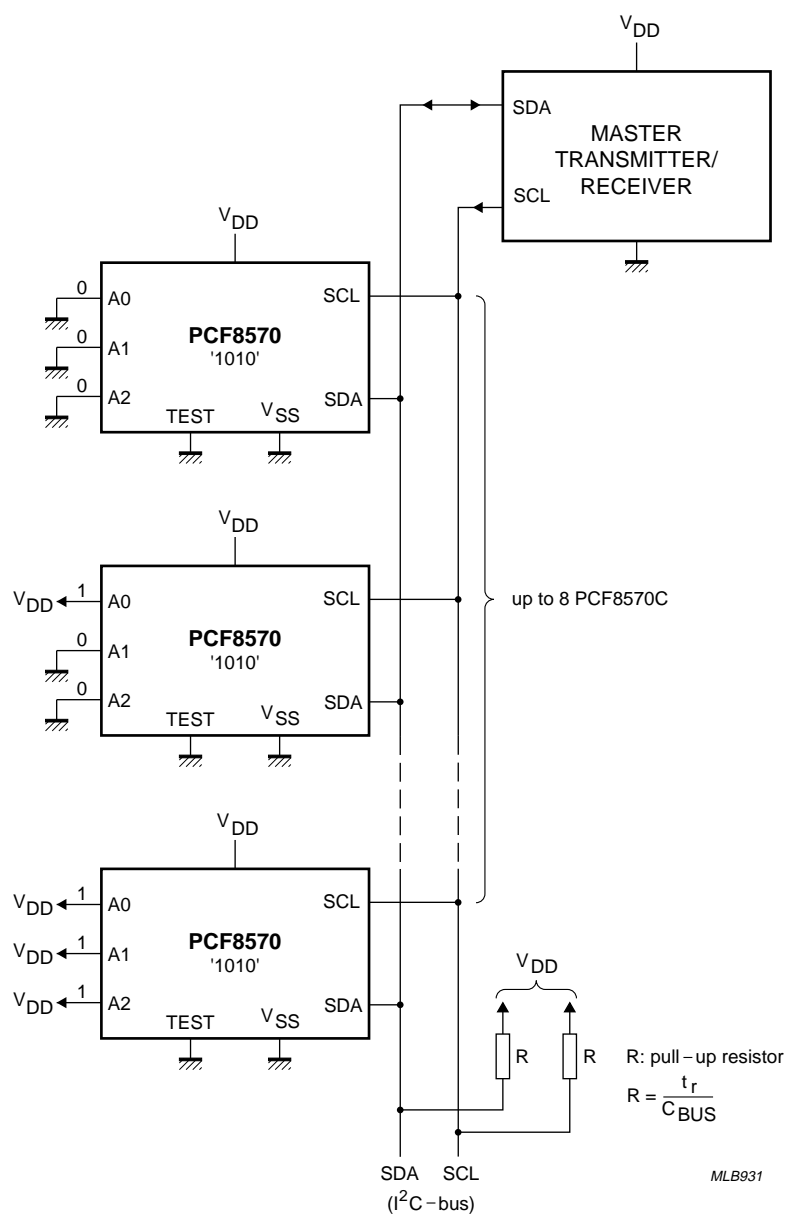 VDD
SDA
MASTER
TRANSMITTER/
RECEIVER
SCL
VDD
0 A0
SCL
0 A1
PCF8570
'1010'
0 A2
SDA
TEST
VSS
VDD
VDD 1 A0
SCL
0 A1
PCF8570
'1010'
0 A2
SDA
TEST
VSS
up to 8 PCF8570C
VDD
VDD 1 A0
SCL
VDD 1 A1
PCF8570
'1010'
VDD 1 A2
SDA
TEST
VSS
VDD
R
R
R: pull-up resistor
R = tr / CBUS
SDA SCL
(I²C-bus)
MLB931